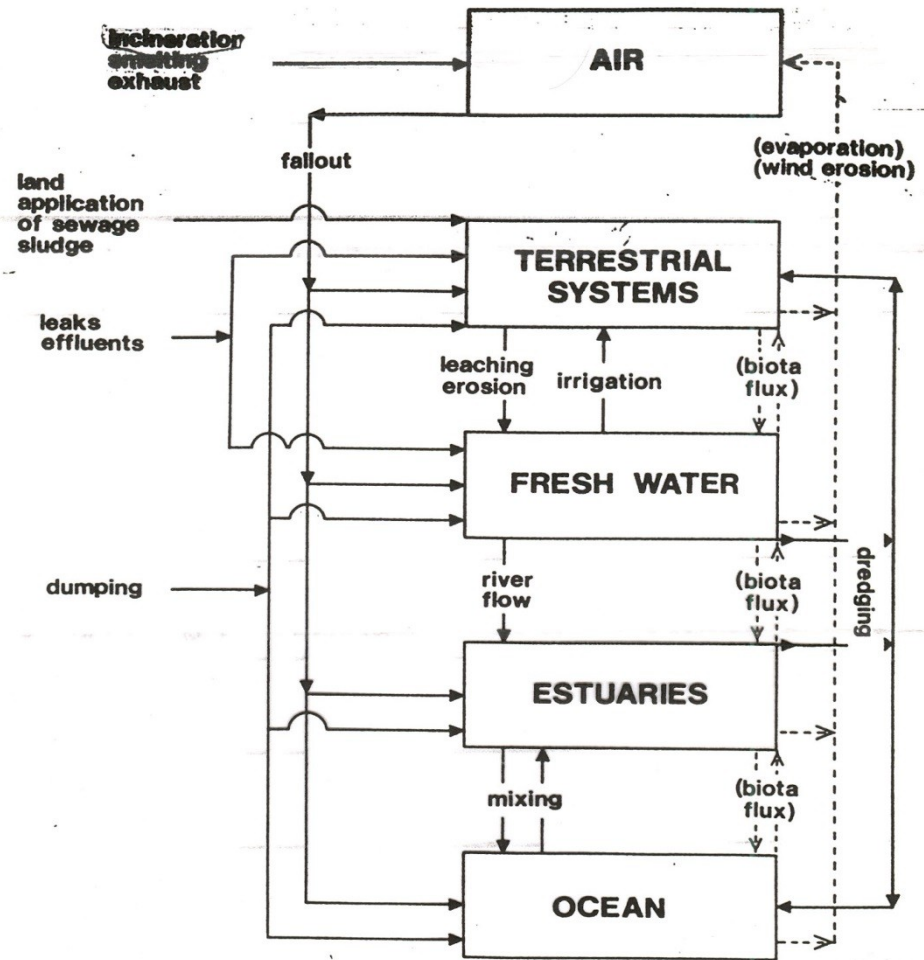 incineration
smelting
exhaust
AIR
fallout
(evaporation)
(wind erosion)
land
application
of sewage
sludge
TERRESTRIAL
SYSTEMS
leaks
effluents
leaching
erosion
irrigation
(biota
flux)
FRESH WATER
dumping
river
flow
(biota
flux)
dredging
ESTUARIES
mixing
(biota
flux)
OCEAN